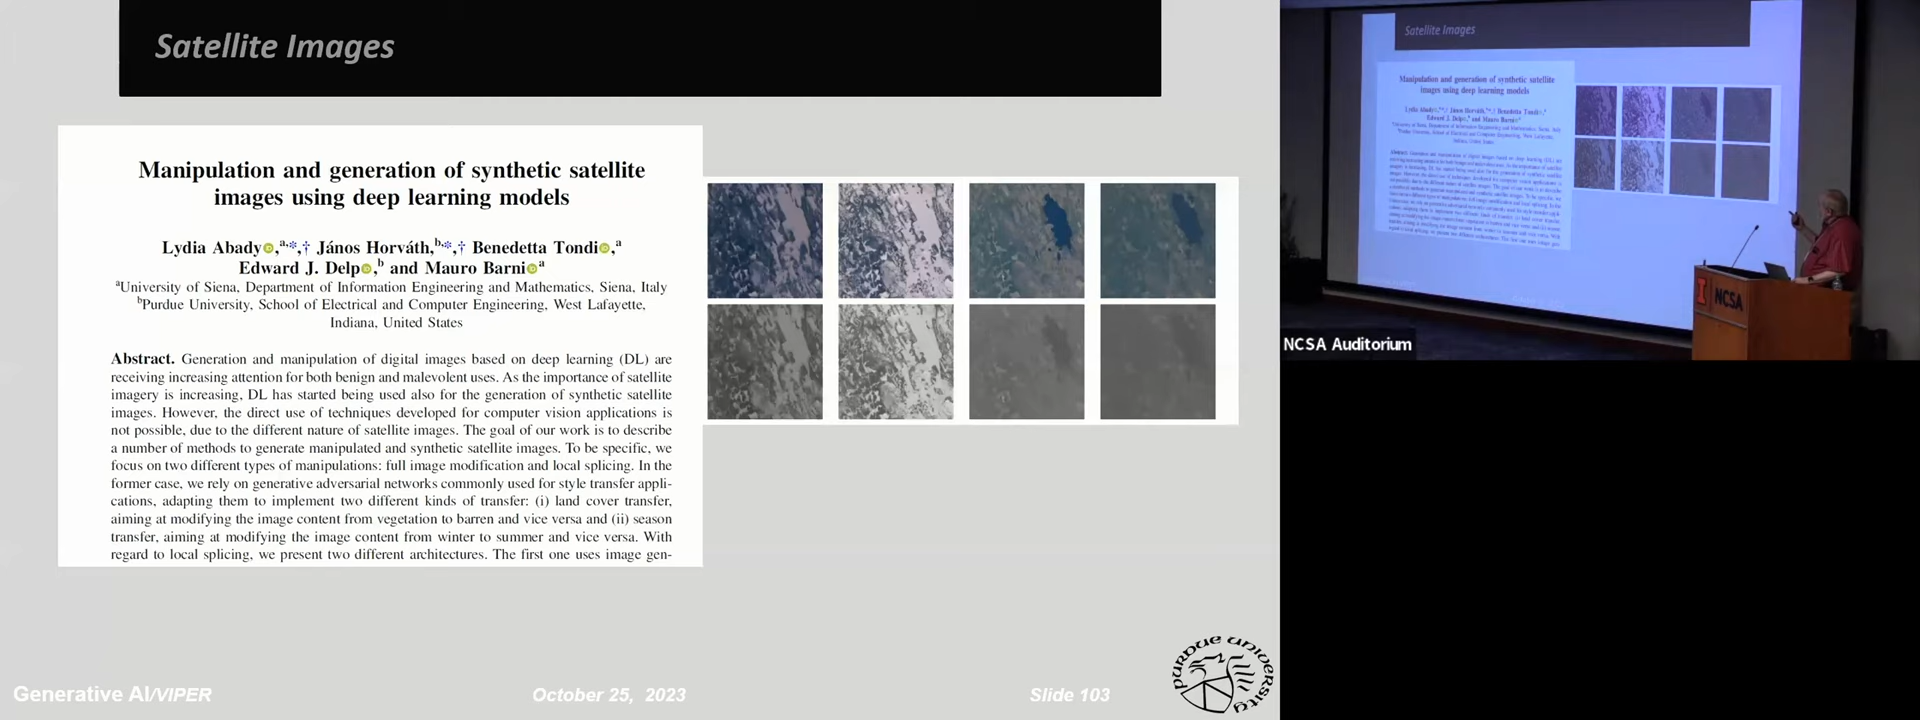 Satellite Images
Manipulation and generation of synthetic satellite
images using deep learning models
Lydia Abady,a,*,† János Horváth,b,*,† Benedetta Tondi,a
Edward J. Delp,b and Mauro Barnia
aUniversity of Siena, Department of Information Engineering and Mathematics, Siena, Italy
bPurdue University, School of Electrical and Computer Engineering, West Lafayette,
Indiana, United States
Abstract. Generation and manipulation of digital images based on deep learning (DL) are
receiving increasing attention for both benign and malevolent uses. As the importance of satellite
imagery is increasing, DL has started being used also for the generation of synthetic satellite
images. However, the direct use of techniques developed for computer vision applications is
not possible, due to the different nature of satellite images. The goal of our work is to describe
a number of methods to generate manipulated and synthetic satellite images. To be specific, we
focus on two different types of manipulations: full image modification and local splicing. In the
former case, we rely on generative adversarial networks commonly used for style transfer appli-
cations, adapting them to implement two different kinds of transfer: (i) land cover transfer,
aiming at modifying the image content from vegetation to barren and vice versa and (ii) season
transfer, aiming at modifying the image content from winter to summer and vice versa. With
regard to local splicing, we present two different architectures. The first one uses image gen-
Generative AI/VIPER
October 25, 2023
Slide 103
PURDUE UNIVERSITY
Satellite Images
Manipulation and generation of synthetic satellite
images using deep learning models
I NCSA
NCSA Auditorium